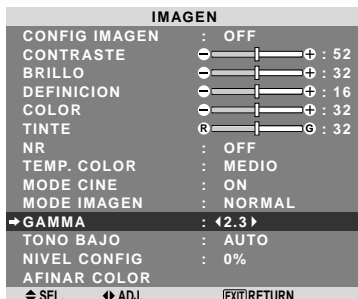 IMAGEN
CONFIG IMAGEN : OFF
CONTRASTE : 52
BRILLO : 32
DEFINICION : 16
COLOR : 32
TINTE R G : 32
NR : OFF
TEMP. COLOR : MEDIO
MODE CINE : ON
MODE IMAGEN : NORMAL
GAMMA : 2.3
TONO BAJO : AUTO
NIVEL CONFIG : 0%
AFINAR COLOR
SEL. ADJ. EXIT RETURN